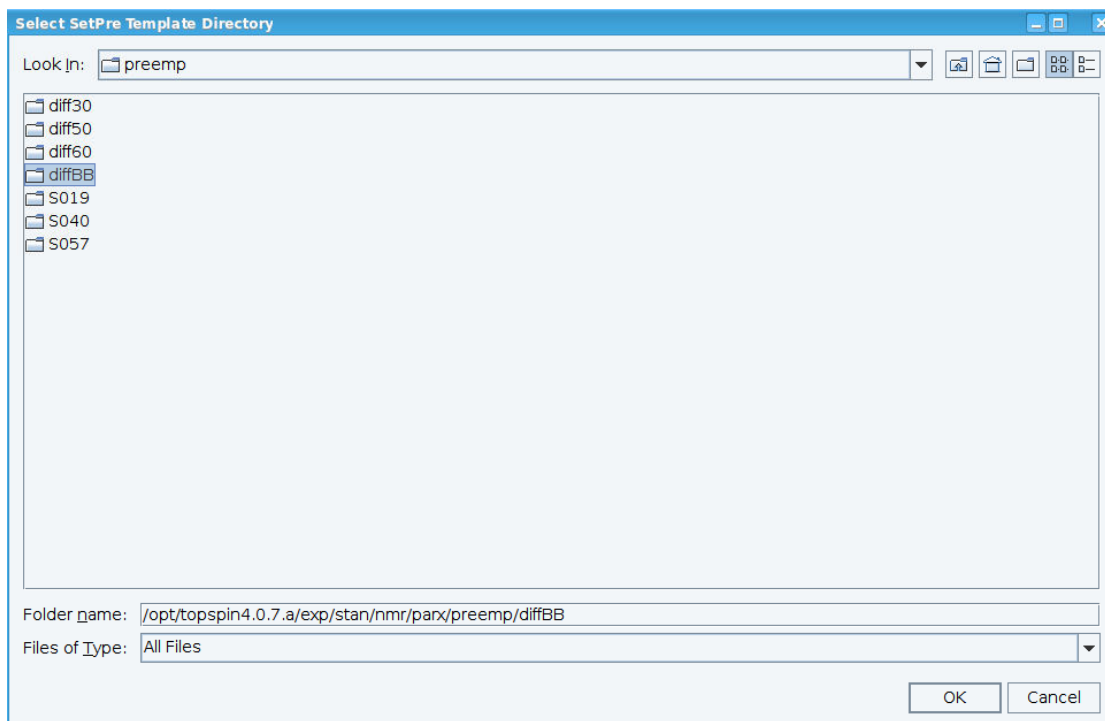 Select SetPre Template Directory
Look In: preemp
diff30
diff50
diff60
diffBB
S019
S040
S057
Folder name: /opt/topspin4.0.7.a/exp/stan/nmr/parx/preemp/diffBB
Files of Type: All Files
OK Cancel